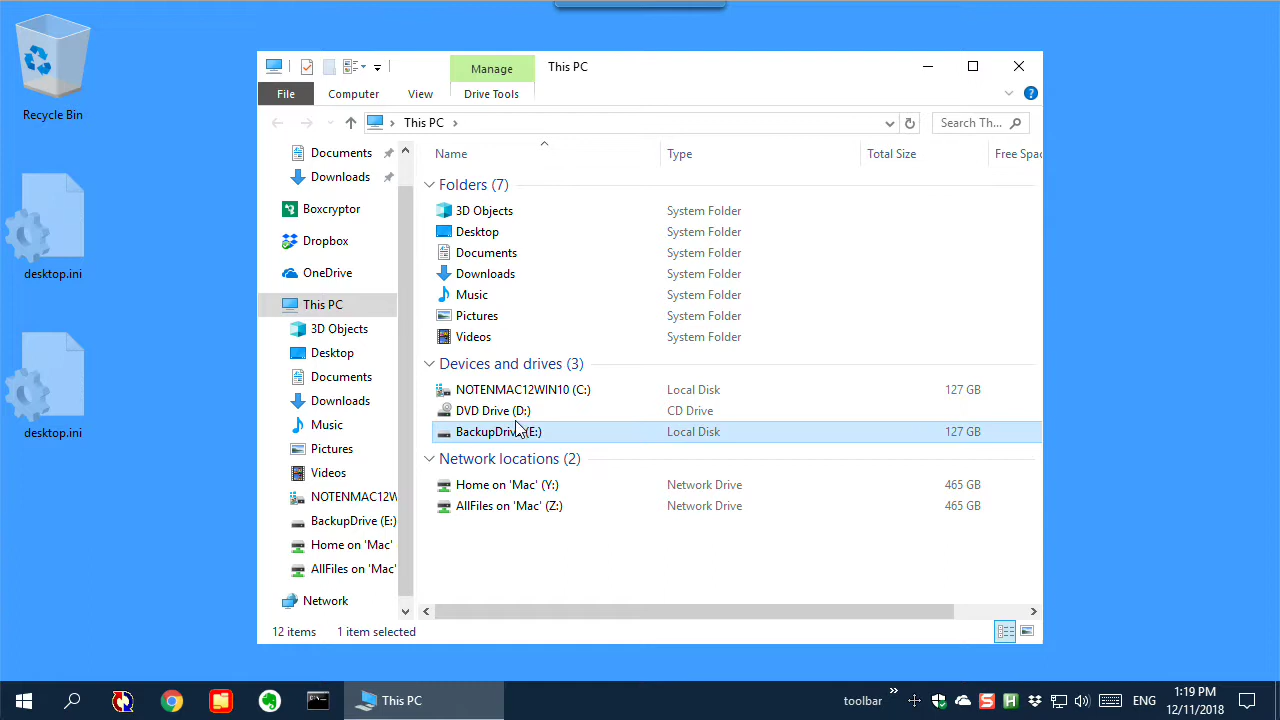 Recycle Bin
desktop.ini
desktop.ini
Manage
This PC
File
Computer
View
Drive Tools
This PC
Search Th...
Documents
Downloads
Boxcryptor
Dropbox
OneDrive
This PC
3D Objects
Desktop
Documents
Downloads
Music
Pictures
Videos
NOTENMAC12W
BackupDrive (E:)
Home on 'Mac'
AllFiles on 'Mac'
Network
Name Type Total Size Free Spac
Folders (7)
3D Objects System Folder
Desktop System Folder
Documents System Folder
Downloads System Folder
Music System Folder
Pictures System Folder
Videos System Folder
Devices and drives (3)
NOTENMAC12WIN10 (C:) Local Disk 127 GB
DVD Drive (D:) CD Drive
BackupDrive (E:) Local Disk 127 GB
Network locations (2)
Home on 'Mac' (Y:) Network Drive 465 GB
AllFiles on 'Mac' (Z:) Network Drive 465 GB
12 items 1 item selected
This PC
toolbar
ENG
1:19 PM
12/11/2018